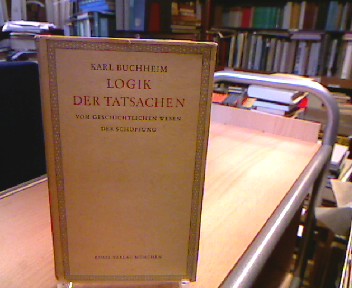 KARL BUCHHEIM
LOGIK
DER TATSACHEN
VOM GESCHICHTLICHEN WESEN
DER SCHÖPFUNG
KÖSEL-VERLAG MÜNCHEN